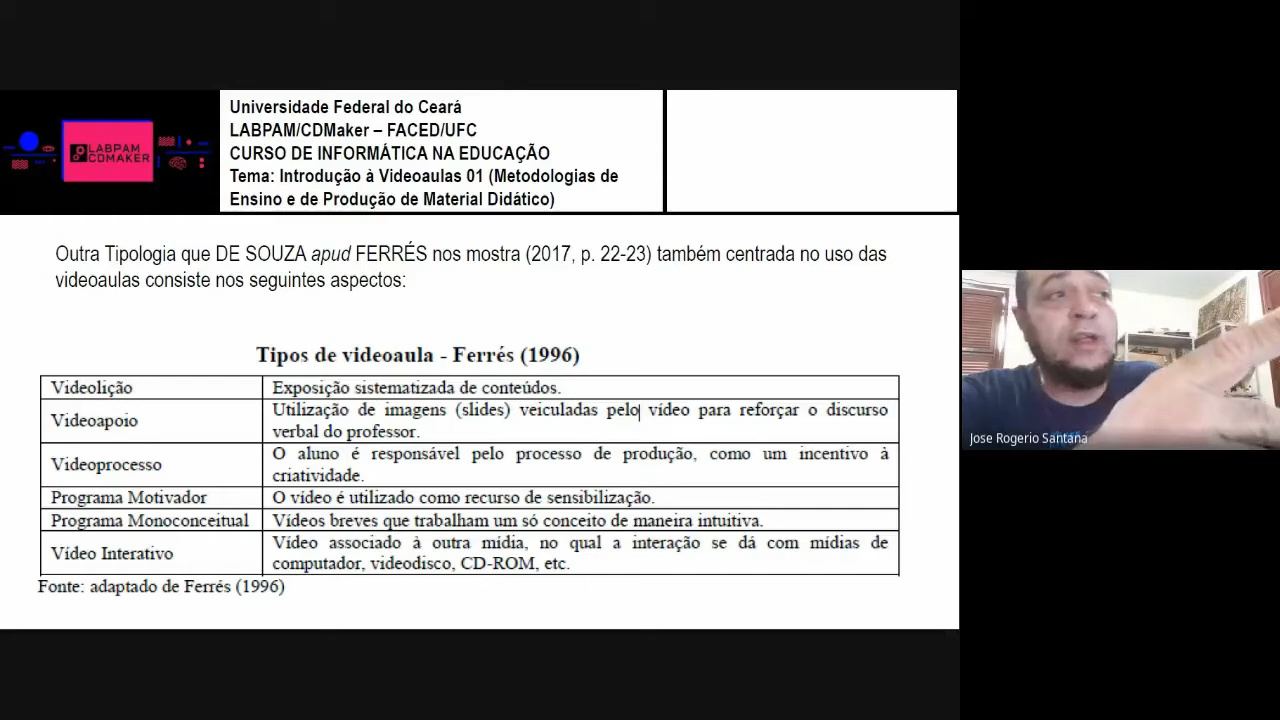 LABPAM
CDMAKER
Universidade Federal do Ceará
LABPAM/CDMaker – FACED/UFC
CURSO DE INFORMÁTICA NA EDUCAÇÃO
Tema: Introdução à Videoaulas 01 (Metodologias de
Ensino e de Produção de Material Didático)
Outra Tipologia que DE SOUZA apud FERRÉS nos mostra (2017, p. 22-23) também centrada no uso das
videoaulas consiste nos seguintes aspectos:
Tipos de videoaula - Ferrés (1996)
Videolição Exposição sistematizada de conteúdos.
Videoapoio Utilização de imagens (slides) veiculadas pelo vídeo para reforçar o discurso
verbal do professor.
Videoprocesso O aluno é responsável pelo processo de produção, como um incentivo à
criatividade.
Programa Motivador O vídeo é utilizado como recurso de sensibilização.
Programa Monoconceitual Vídeos breves que trabalham um só conceito de maneira intuitiva.
Vídeo Interativo Vídeo associado à outra mídia, no qual a interação se dá com mídias de
computador, videodisco, CD-ROM, etc.
Fonte: adaptado de Ferrés (1996)
Jose Rogerio Santana